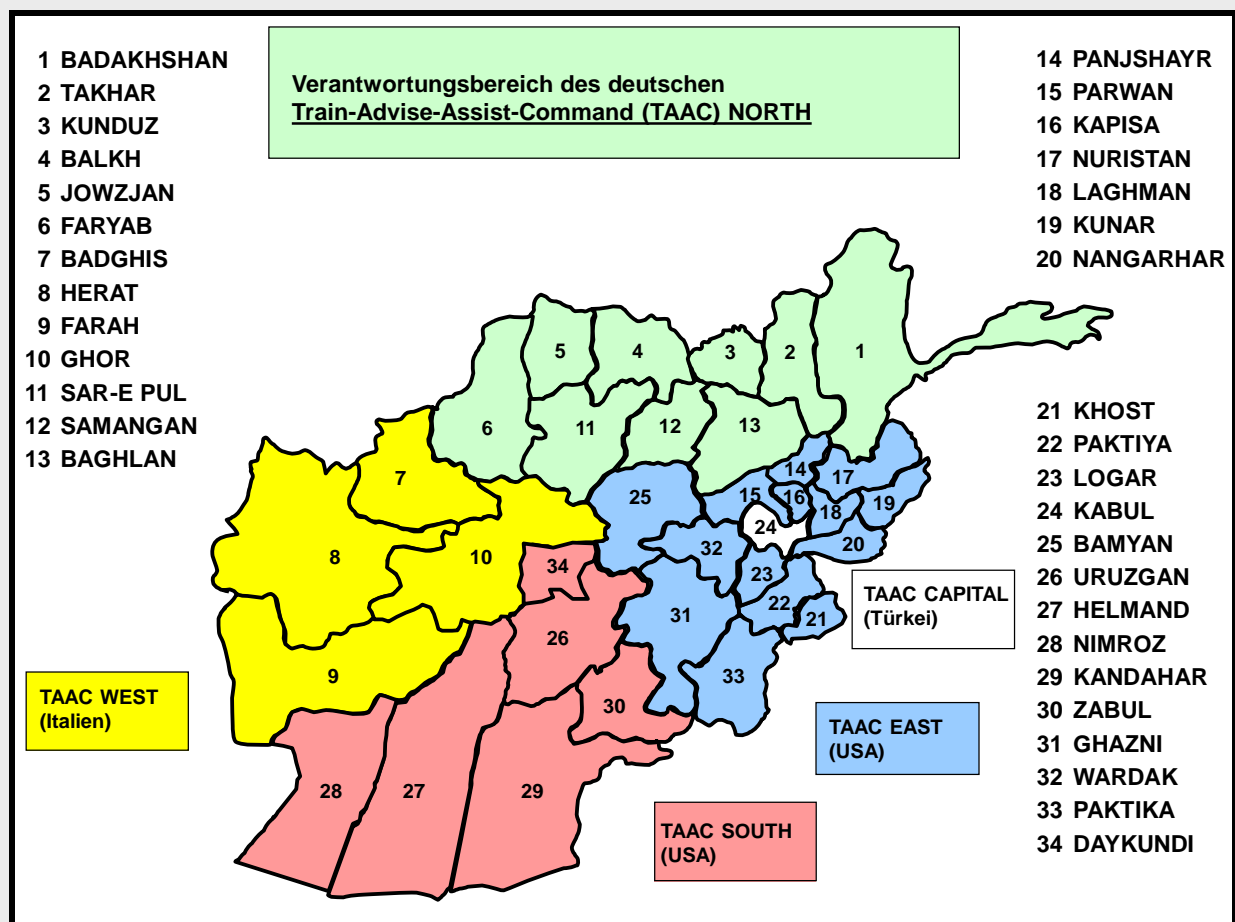 1 BADAKHSHAN
2 TAKHAR
3 KUNDUZ
4 BALKH
5 JOWZJAN
6 FARYAB
7 BADGHIS
8 HERAT
9 FARAH
10 GHOR
11 SAR-E PUL
12 SAMANGAN
13 BAGHLAN
Verantwortungsbereich des deutschen
Train-Advise-Assist-Command (TAAC) NORTH
14 PANJSHAYR
15 PARWAN
16 KAPISA
17 NURISTAN
18 LAGHMAN
19 KUNAR
20 NANGARHAR
21 KHOST
22 PAKTIYA
23 LOGAR
24 KABUL
25 BAMYAN
26 URUZGAN
27 HELMAND
28 NIMROZ
29 KANDAHAR
30 ZABUL
31 GHAZNI
32 WARDAK
33 PAKTIKA
34 DAYKUNDI
5
4
3
2
1
6
11
12
13
7
25
14
17
15
16
18
19
24
20
8
10
34
32
23
22
21
31
26
9
33
30
28
27
29
TAAC CAPITAL
(Türkei)
TAAC WEST
(Italien)
TAAC EAST
(USA)
TAAC SOUTH
(USA)